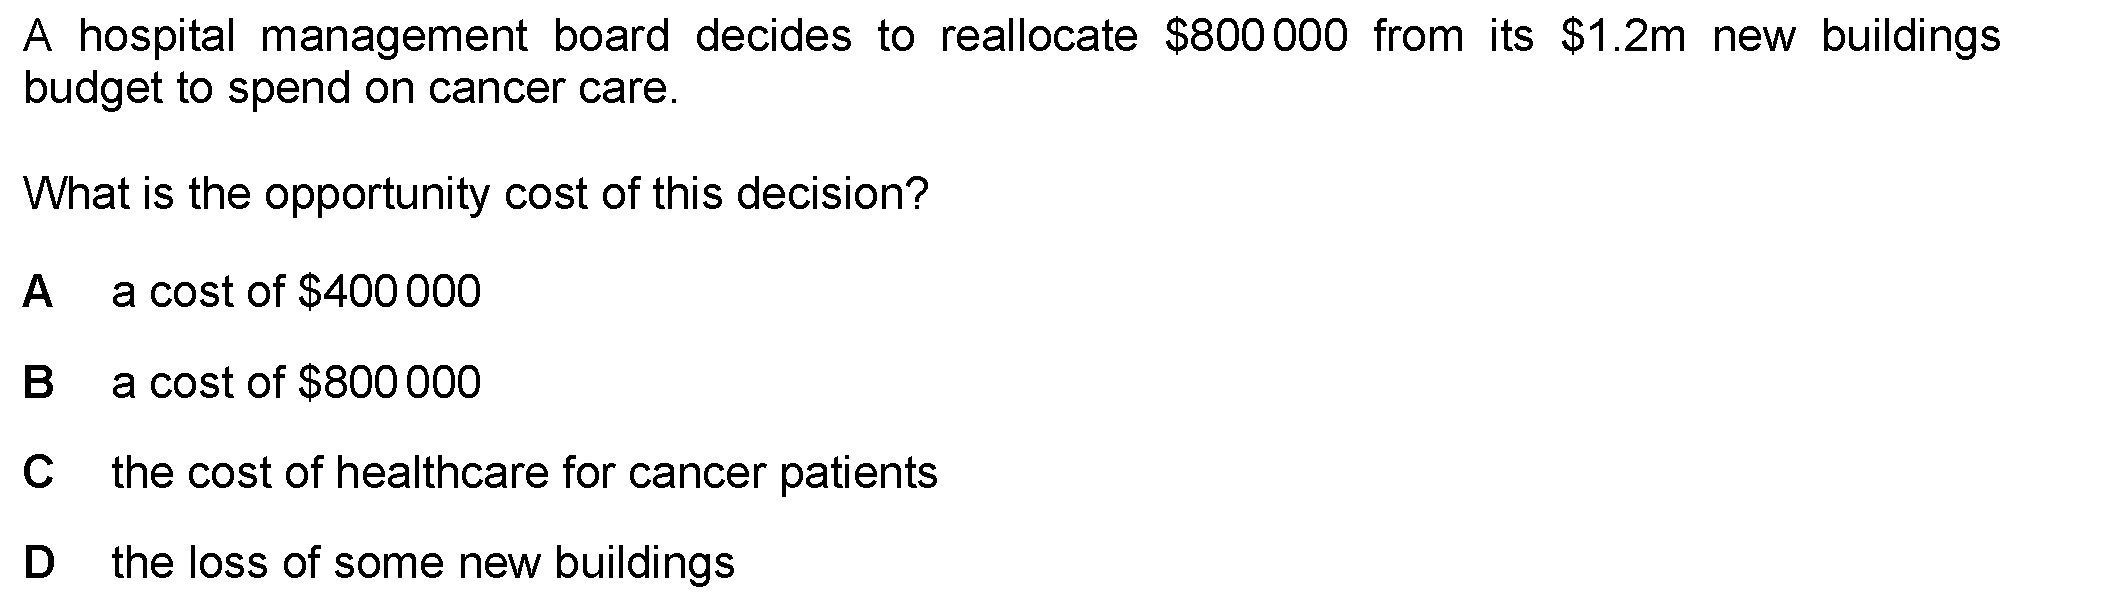 A hospital management board decides to reallocate $800 000 from its $1.2m new buildings
budget to spend on cancer care.
What is the opportunity cost of this decision?
A a cost of $400 000
B a cost of $800 000
C the cost of healthcare for cancer patients
D the loss of some new buildings